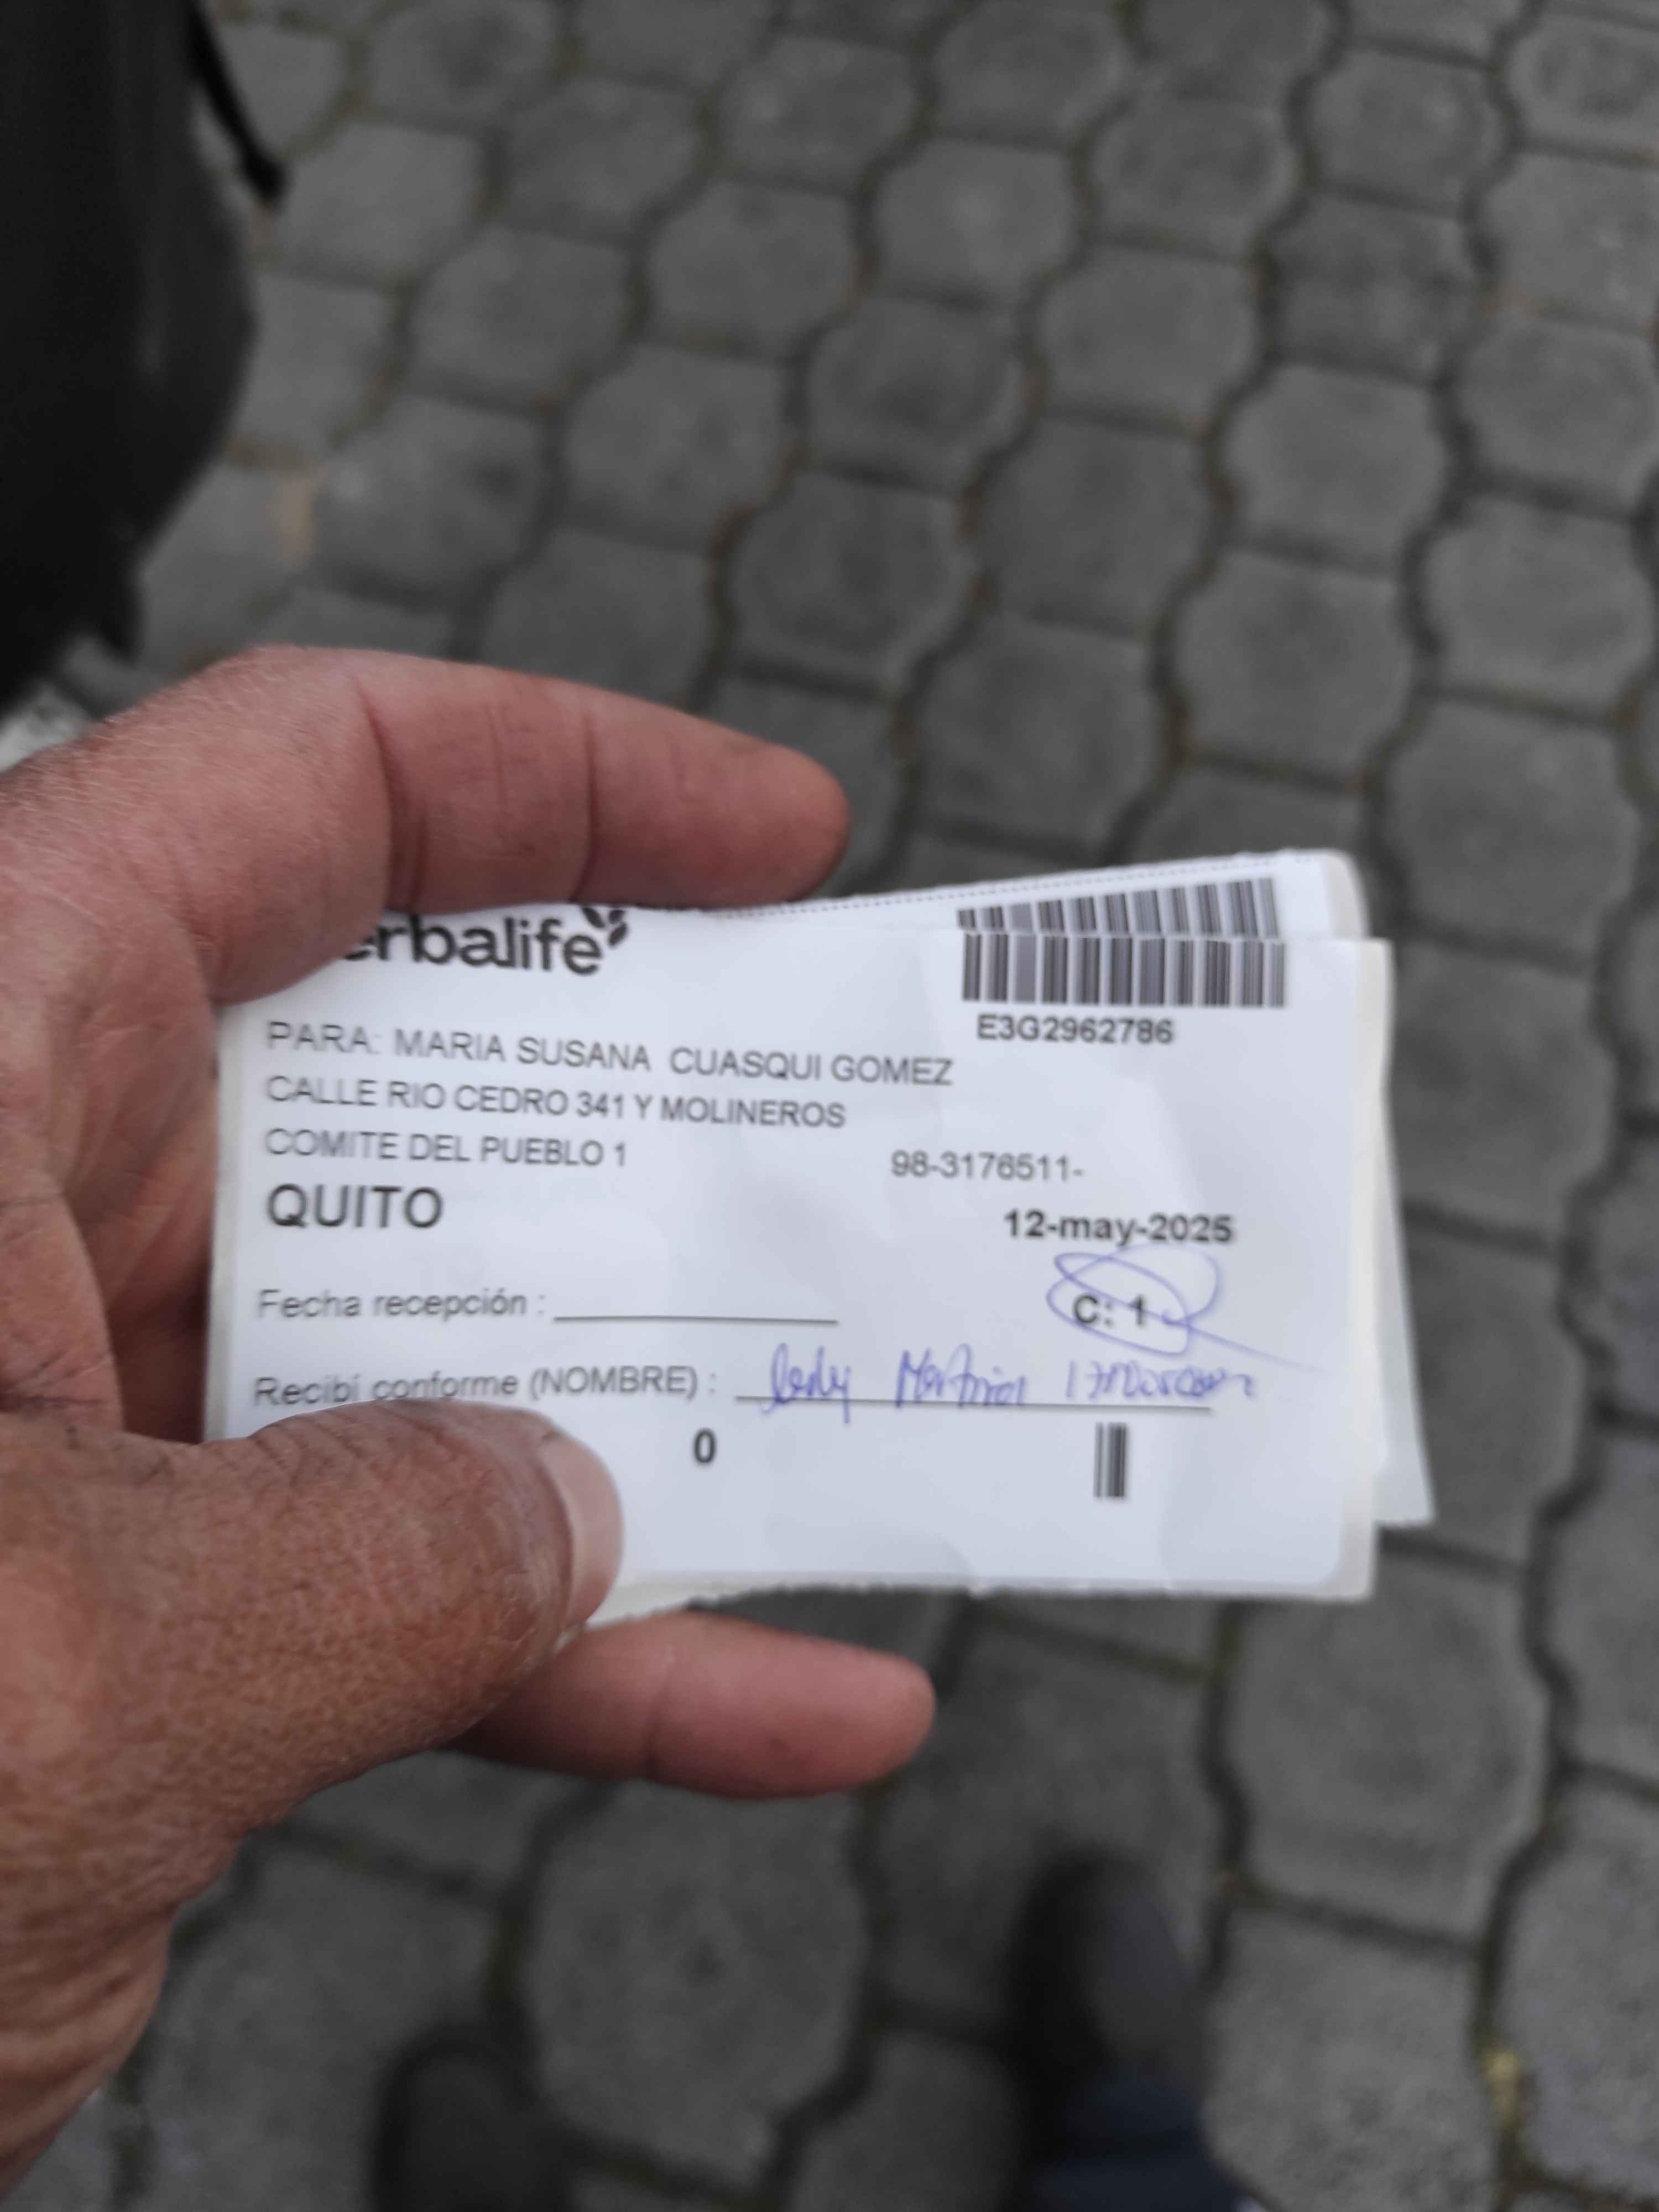 erbalife
E3G2962786
PARA: MARIA SUSANA CUASQUI GOMEZ
CALLE RIO CEDRO 341 Y MOLINEROS
COMITE DEL PUEBLO 1 98-3176511-
QUITO
12-may-2025
Fecha recepción :
C: 1
Recibí conforme (NOMBRE) :
0